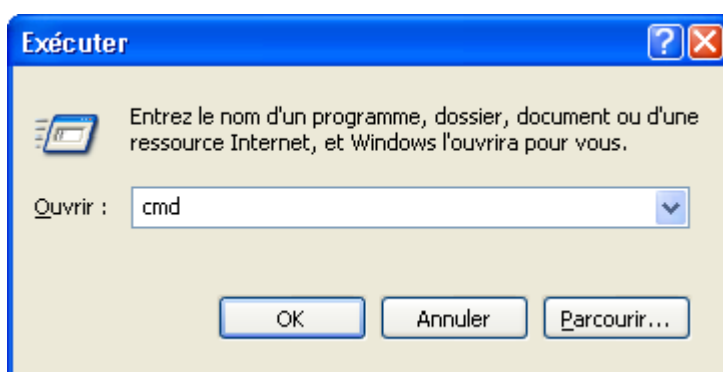 Exécuter
Entrez le nom d'un programme, dossier, document ou d'une
ressource Internet, et Windows l'ouvrira pour vous.
Ouvrir : cmd
OK Annuler Parcourir...